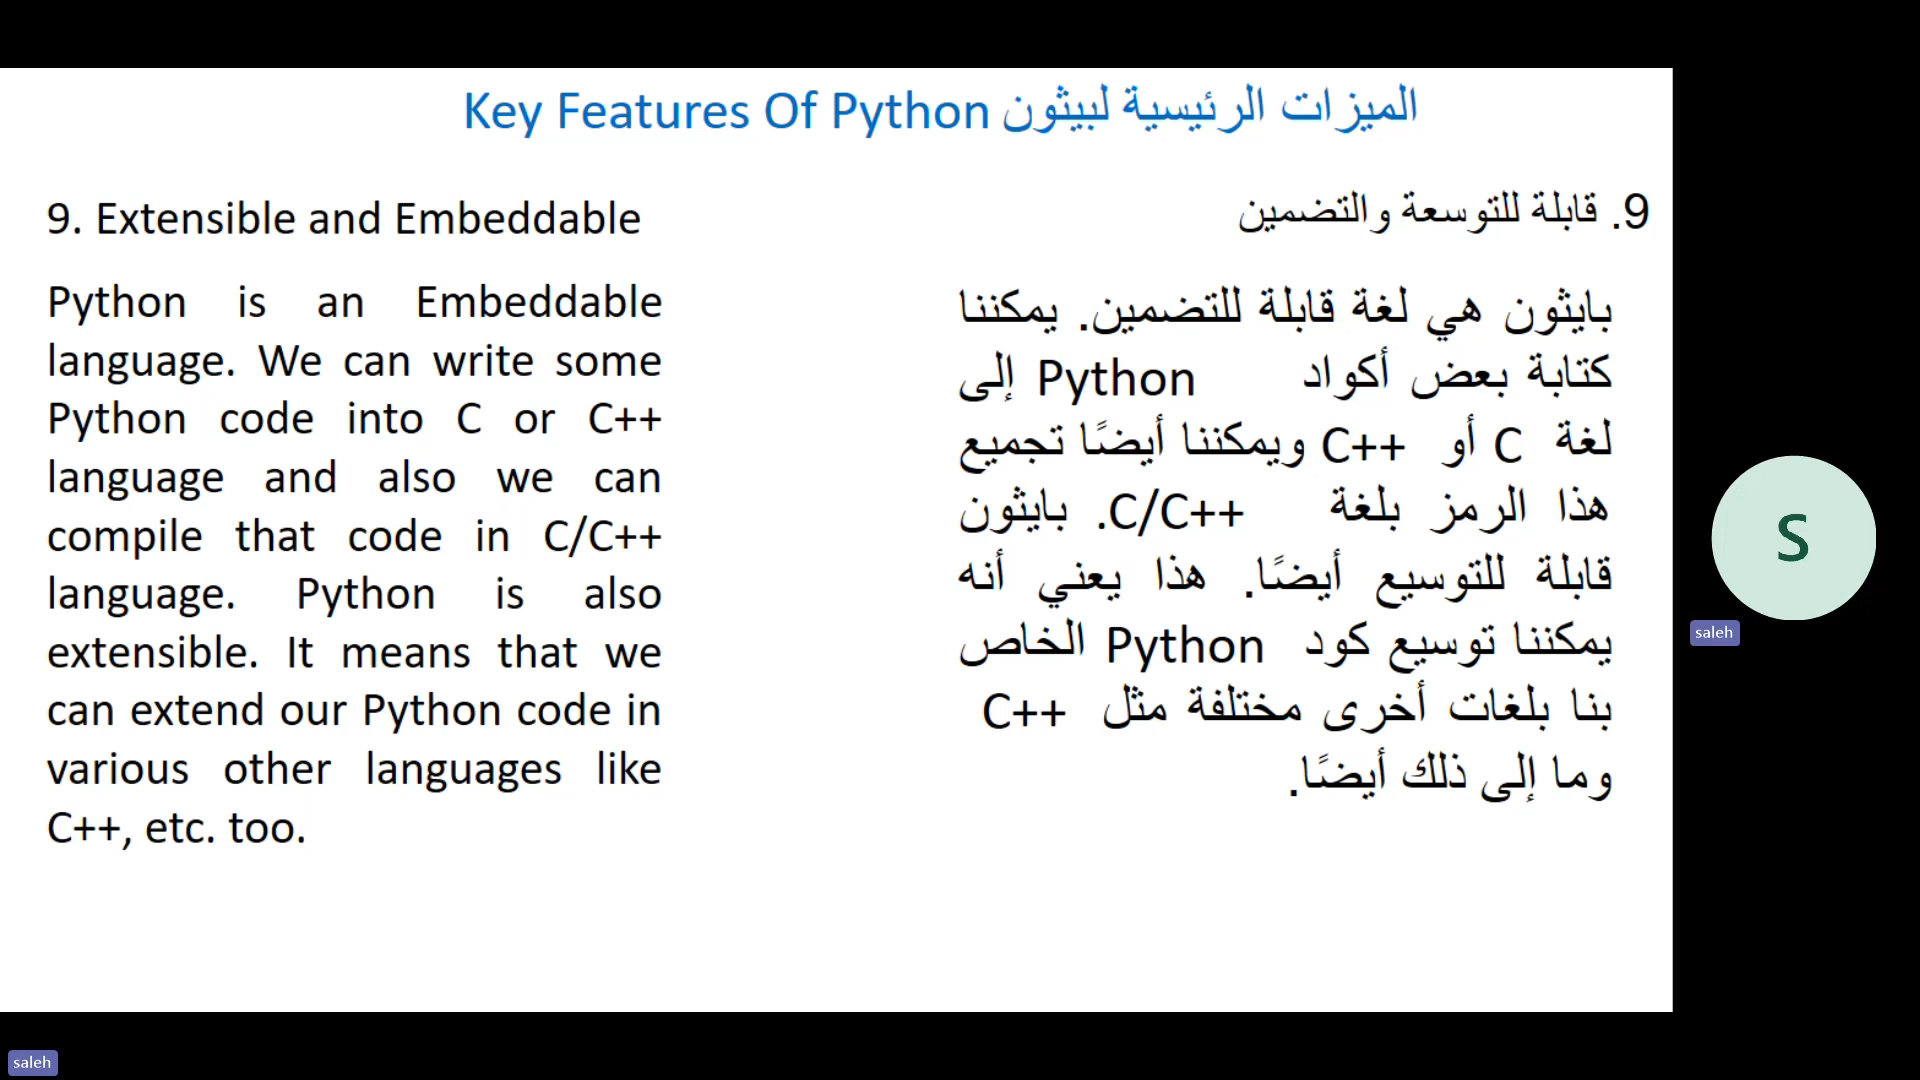 Key Features Of Python الميزات الرئيسية لبيثون
9. Extensible and Embeddable
Python is an Embeddable
language. We can write some
Python code into C or C++
language and also we can
compile that code in C/C++
language. Python is also
extensible. It means that we
can extend our Python code in
various other languages like
C++, etc. too.
9. قابلة للتوسعة والتضمين
بايثون هي لغة قابلة للتضمين. يمكننا
كتابة بعض أكواد Python إلى
لغة C أو C++ ويمكننا أيضًا تجميع
هذا الرمز بلغة C/C++. بايثون
قابلة للتوسيع أيضًا. هذا يعني أنه
يمكننا توسيع كود Python الخاص
بنا بلغات أخرى مختلفة مثل C++
وما إلى ذلك أيضًا.
S
saleh
saleh